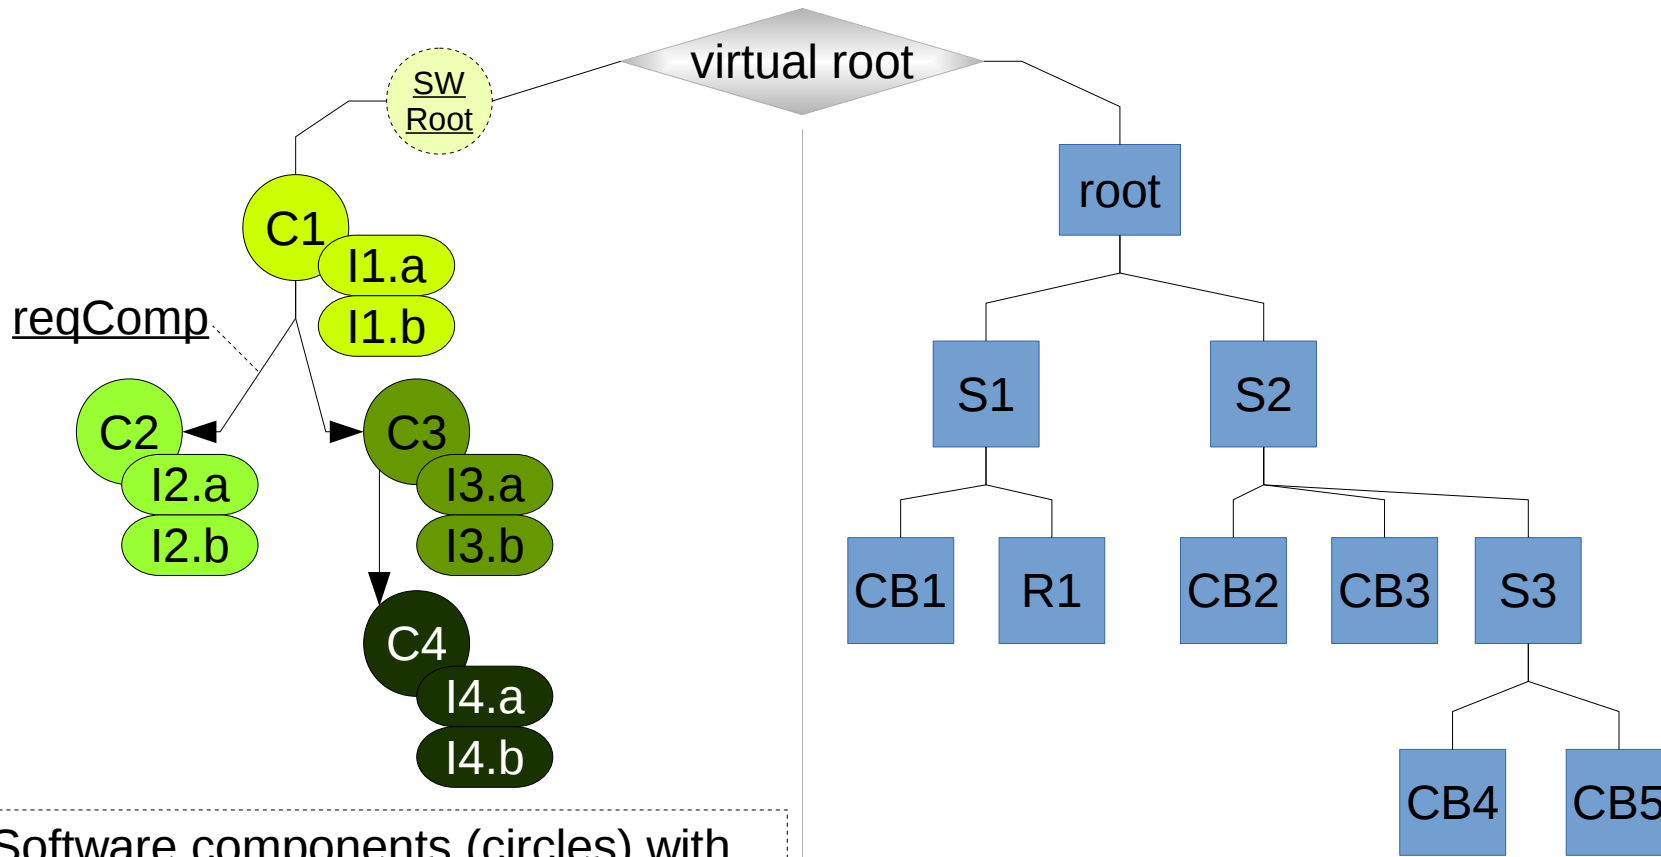 virtual root
SW
Root
C1
I1.a
I1.b
reqComp
C2
I2.a
I2.b
C3
I3.a
I3.b
C4
I4.a
I4.b
Software components (circles) with
root
S1
S2
CB1
R1
CB2
CB3
S3
CB4
CB5